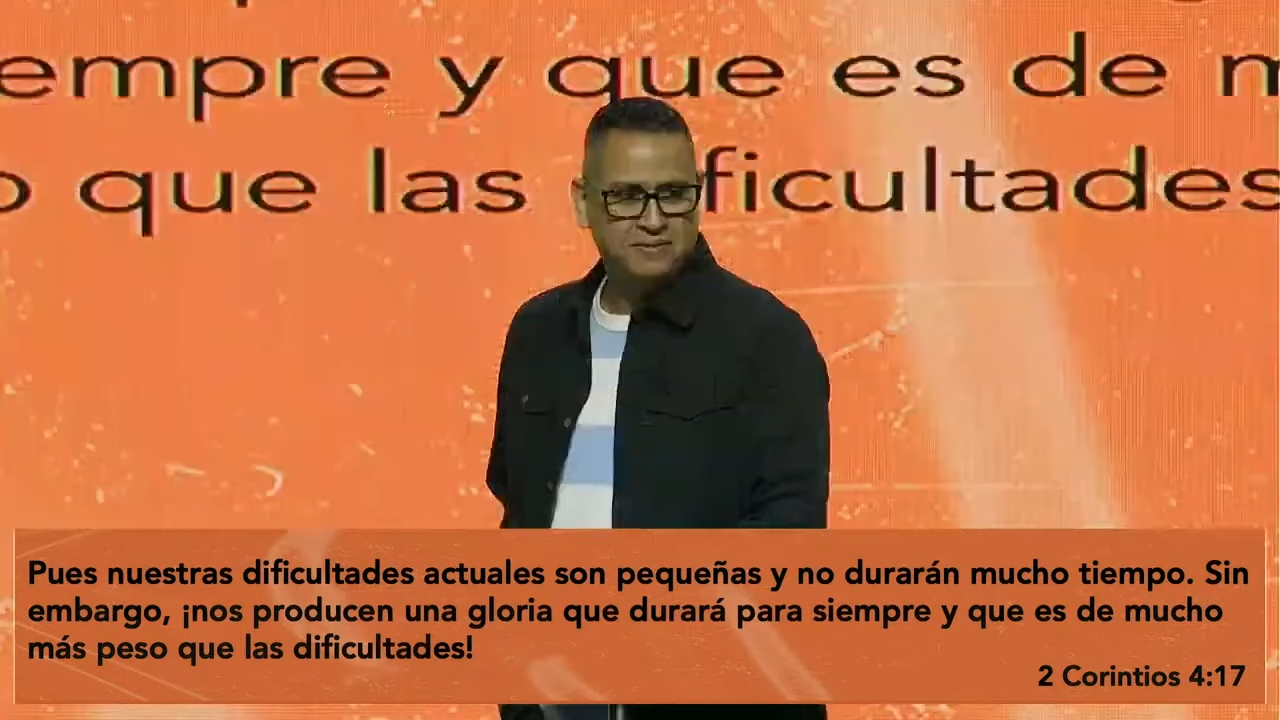 empre y que es de m
o que las ficultades
Pues nuestras dificultades actuales son pequeñas y no durarán mucho tiempo. Sin
embargo, ¡nos producen una gloria que durará para siempre y que es de mucho
más peso que las dificultades!
2 Corintios 4:17